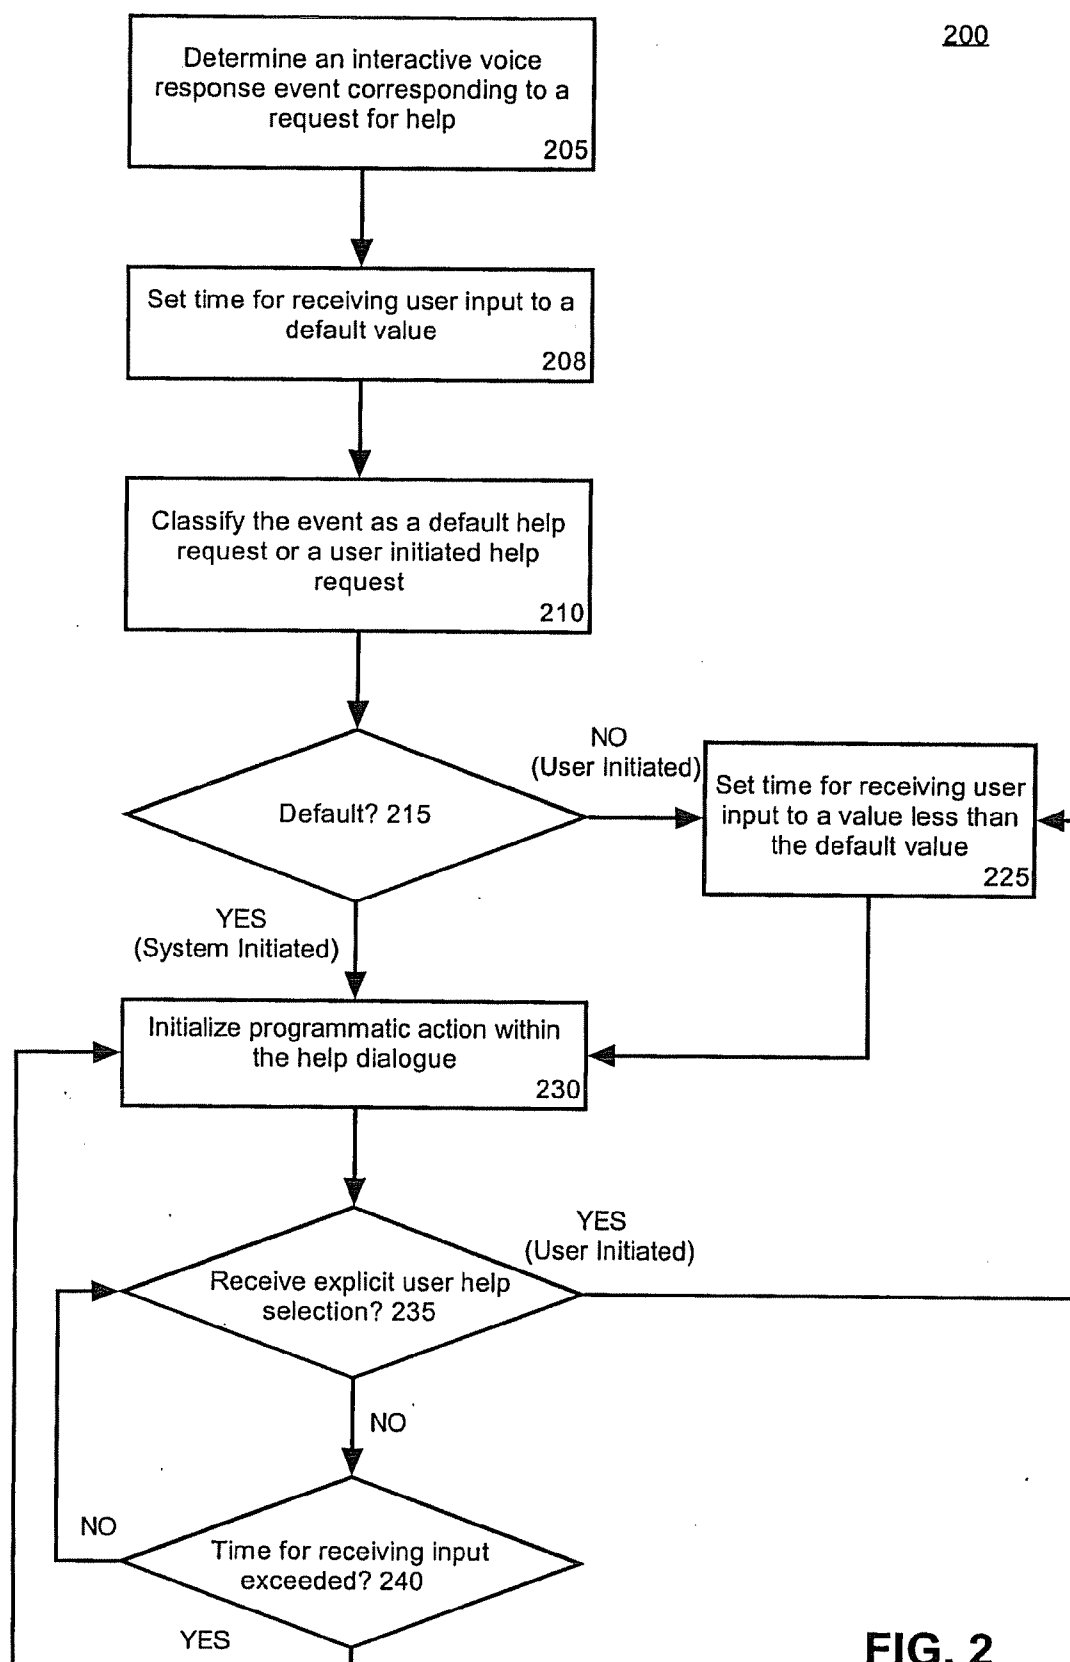 200
Determine an interactive voice
response event corresponding to a
request for help
205
Set time for receiving user input to a
default value
208
Classify the event as a default help
request or a user initiated help
request
210
Default? 215
NO
(User Initiated)
Set time for receiving user
input to a value less than
the default value
225
YES
(System Initiated)
Initialize programmatic action within
the help dialogue
230
Receive explicit user help
selection? 235
YES
(User Initiated)
NO
Time for receiving input
exceeded? 240
NO
YES
FIG. 2